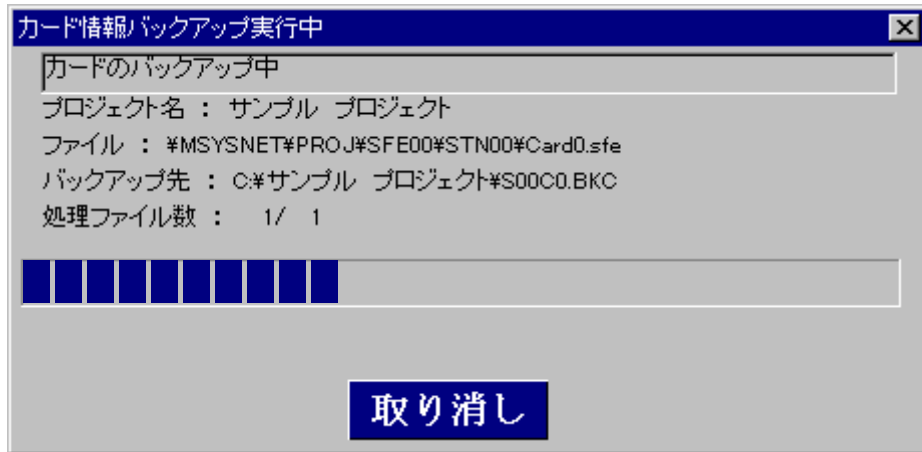 カード情報バックアップ実行中
カードのバックアップ中
プロジェクト名 : サンプル プロジェクト
ファイル : ¥MSYSNET¥PROJ¥SFE00¥STN00¥Card0.sfe
バックアップ先 : C:¥サンプル プロジェクト¥S00C0.BKC
処理ファイル数 : 1/ 1
取り消し